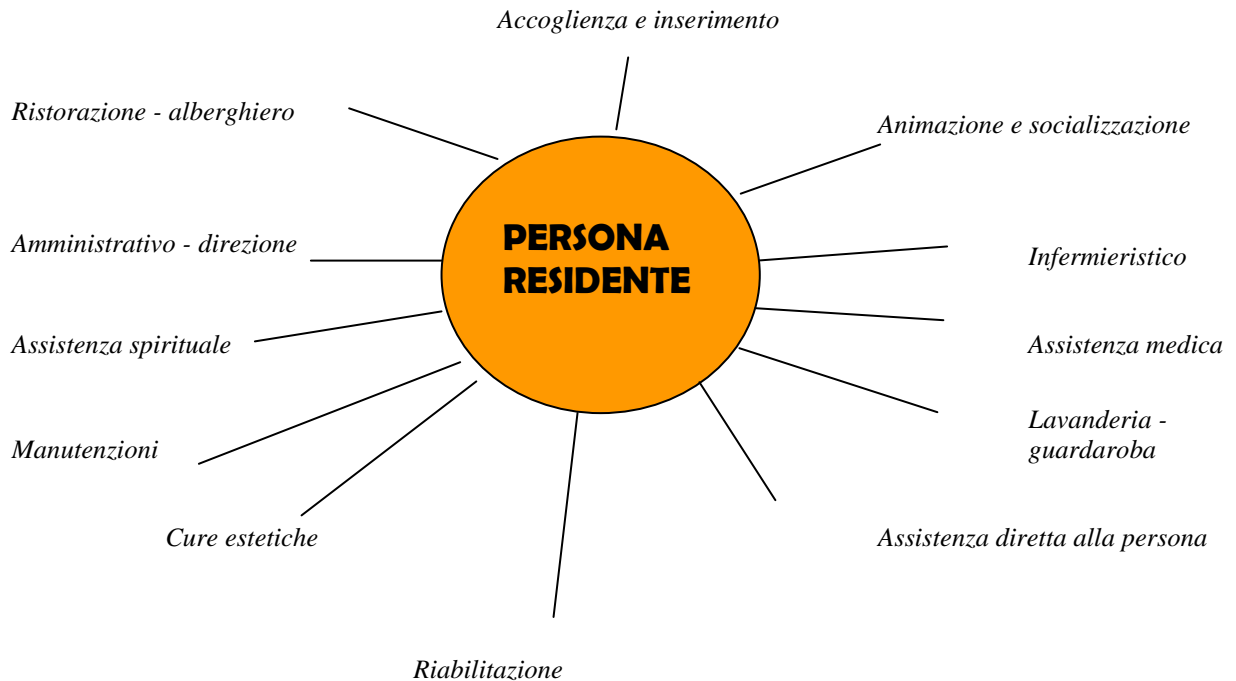 Accoglienza e inserimento
Ristorazione - alberghiero
Animazione e socializzazione
PERSONA
RESIDENTE
Amministrativo - direzione
Infermieristico
Assistenza spirituale
Assistenza medica
Lavanderia -
guardaroba
Manutenzioni
Cure estetiche
Assistenza diretta alla persona
Riabilitazione